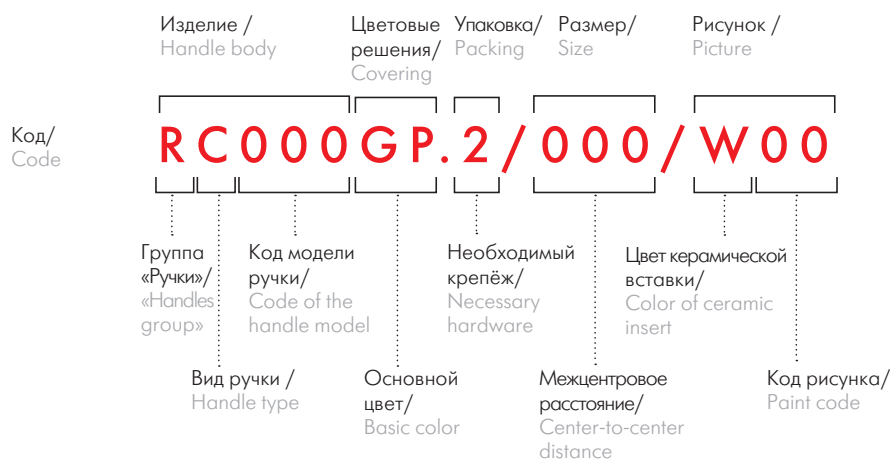 Изделие /
Handle body
Цветовые
решения/
Covering
Упаковка/
Packing
Размер/
Size
Рисунок /
Picture
Код/
Code
RC000GP.2/000/W00
Группа
«Ручки»/
«Handles
group»
Код модели
ручки/
Code of the
handle model
Необходимый
крепёж/
Necessary
hardware
Цвет керамической
вставки/
Color of ceramic
insert
Вид ручки /
Handle type
Основной
цвет/
Basic color
Межцентровое
расстояние/
Center-to-center
distance
Код рисунка/
Paint code